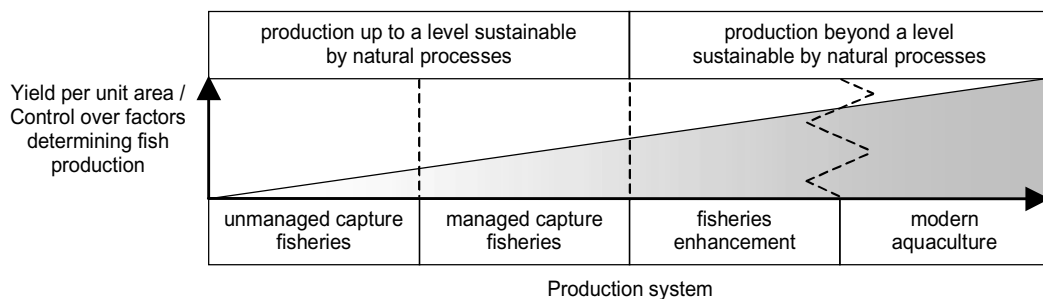 production up to a level sustainable
by natural processes
production beyond a level
sustainable by natural processes
Yield per unit area /
Control over factors
determining fish
production
unmanaged capture
fisheries
managed capture
fisheries
fisheries
enhancement
modern
aquaculture
Production system